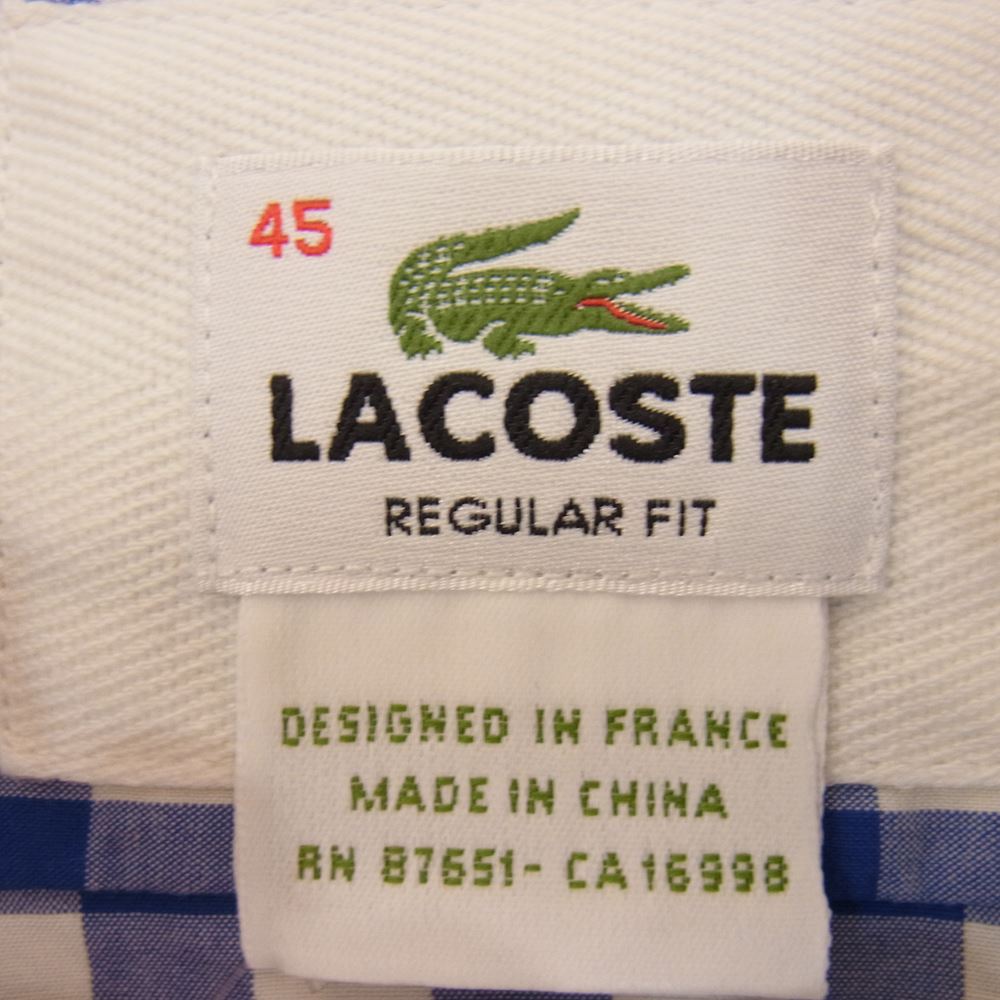 45
LACOSTE
REGULAR FIT
DESIGNED IN FRANCE
MADE IN CHINA
RN 87651- CA16998